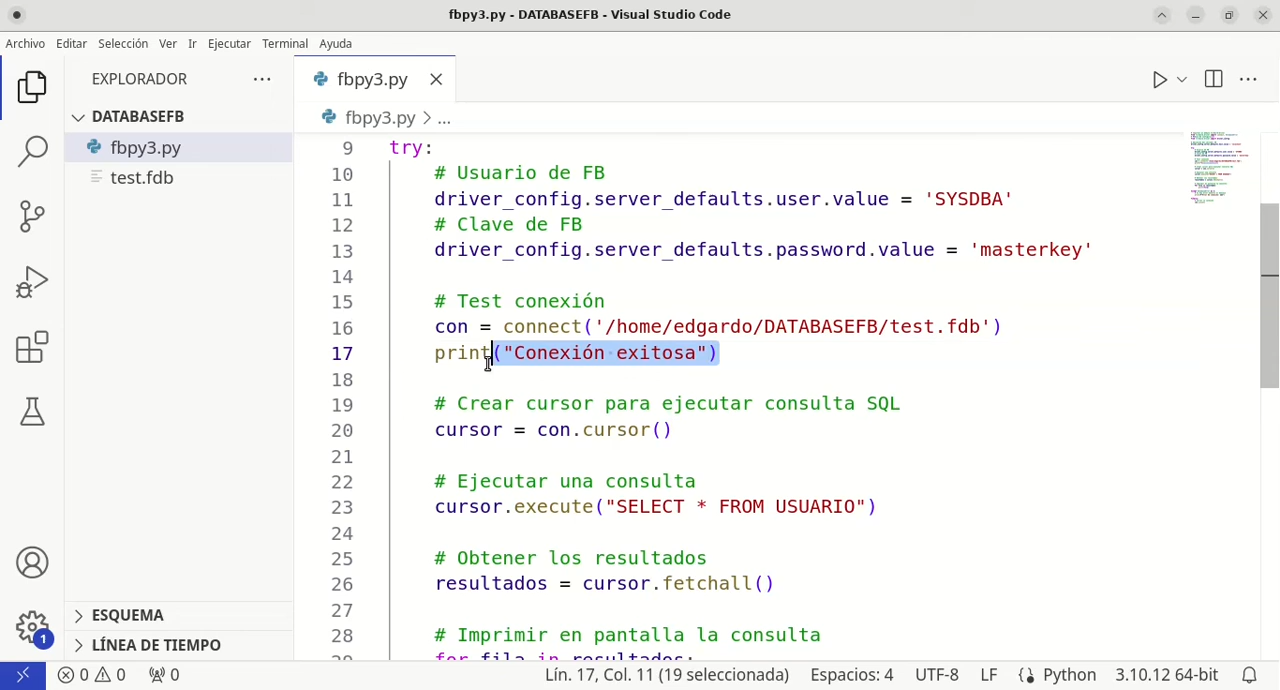 fbpy3.py - DATABASEFB - Visual Studio Code
Archivo Editar Selección Ver Ir Ejecutar Terminal Ayuda
EXPLORADOR
fbpy3.py
DATABASEFB
fbpy3.py > ...
fbpy3.py
test.fdb
9 try:
10 # Usuario de FB
11 driver_config.server_defaults.user.value = 'SYSDBA'
12 # Clave de FB
13 driver_config.server_defaults.password.value = 'masterkey'
14
15 # Test conexión
16 con = connect('/home/edgardo/DATABASEFB/test.fdb')
17 print("Conexión exitosa")
18
19 # Crear cursor para ejecutar consulta SQL
20 cursor = con.cursor()
21
22 # Ejecutar una consulta
23 cursor.execute("SELECT * FROM USUARIO")
24
25 # Obtener los resultados
26 resultados = cursor.fetchall()
27
28 # Imprimir en pantalla la consulta
29 for fila in resultados:
ESQUEMA
LÍNEA DE TIEMPO
1
0 0 0 Lín. 17, Col. 11 (19 seleccionada) Espacios: 4 UTF-8 LF Python 3.10.12 64-bit